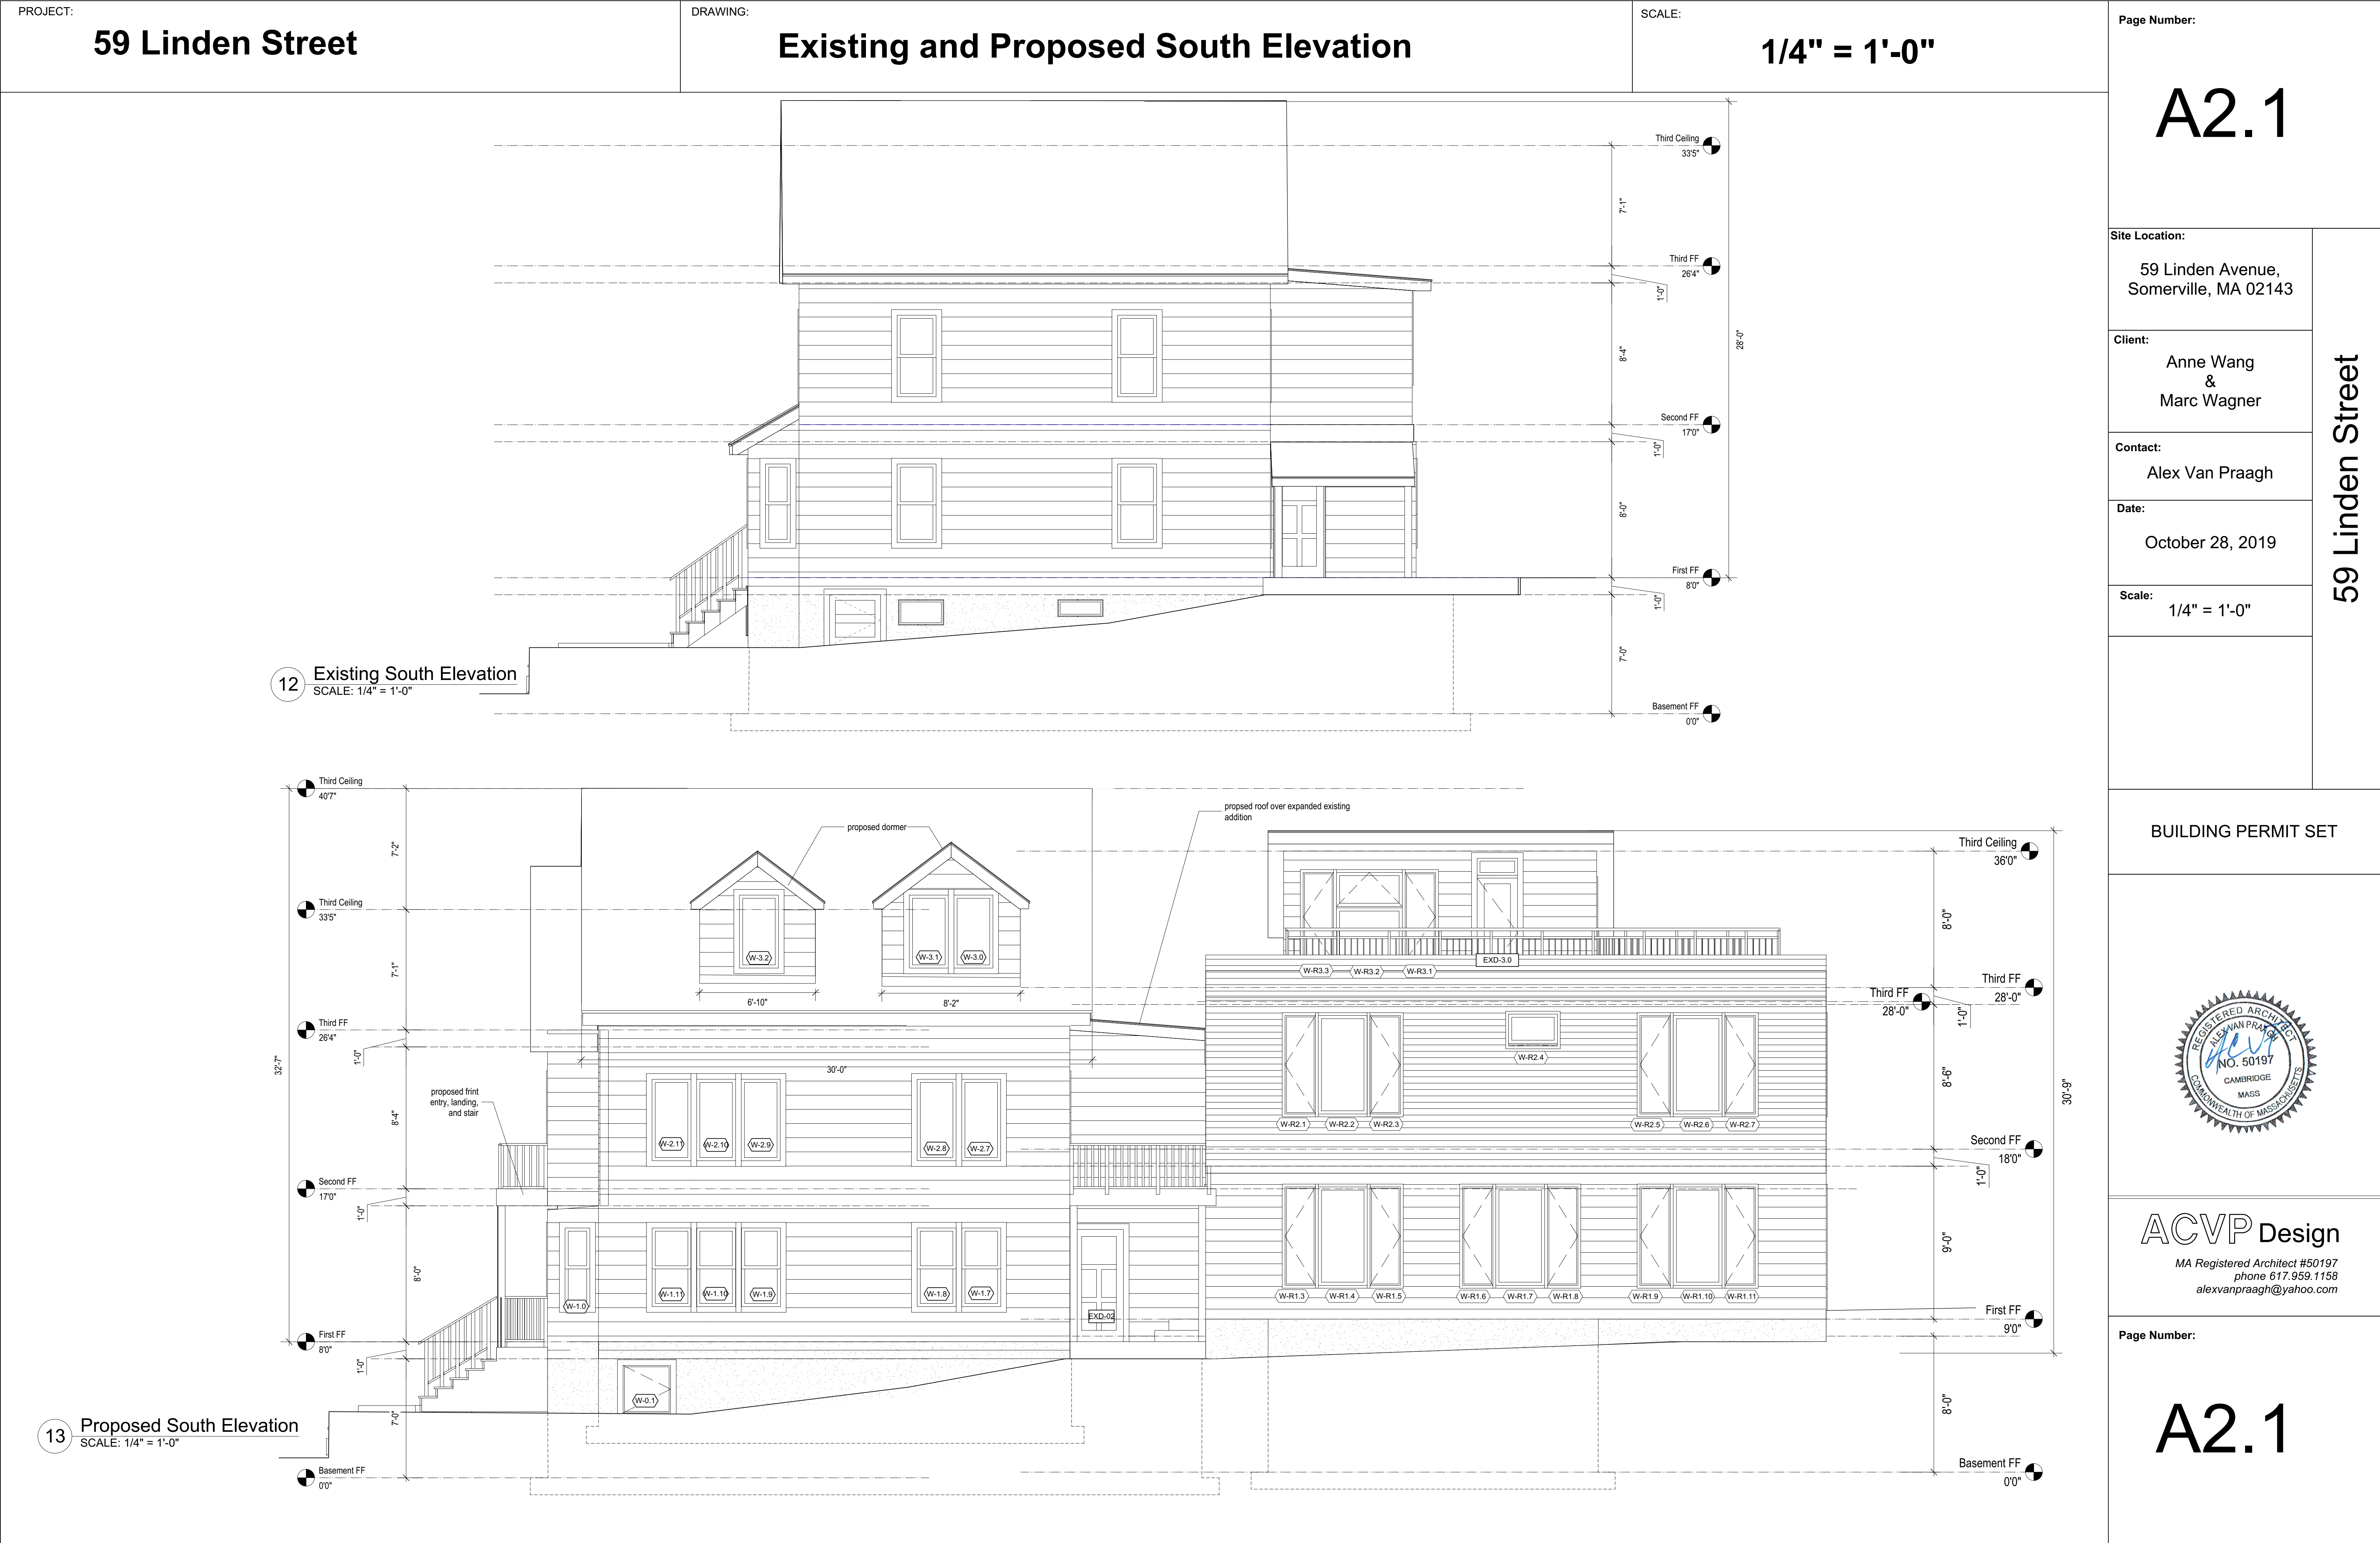 PROJECT:
59 Linden Street
DRAWING:
Existing and Proposed South Elevation
SCALE:
1/4" = 1'-0"
Page Number:
A2.1
Site Location:
59 Linden Avenue,
Somerville, MA 02143
Client:
Anne Wang
&
Marc Wagner
Contact:
Alex Van Praagh
Date:
October 28, 2019
Scale:
1/4" = 1'-0"
59 Linden Street
BUILDING PERMIT SET
REGISTERED ARCHITECT
ALEX VAN PRAAGH
NO. 50197
CAMBRIDGE
MASS
COMMONWEALTH OF MASSACHUSETTS
ACVP Design
MA Registered Architect #50197
phone 617.959.1158
alexvanpraagh@yahoo.com
Page Number:
A2.1
Third Ceiling
33'5"
7'-1"
Third FF
26'4"
1'-0"
28'-0"
8'-4"
Second FF
17'0"
1'-0"
8'-0"
First FF
8'0"
1'-0"
7'-0"
Basement FF
0'0"
12
Existing South Elevation
SCALE: 1/4" = 1'-0"
Third Ceiling
40'7"
7'-2"
Third Ceiling
33'5"
7'-1"
Third FF
26'4"
1'-0"
32'-7"
8'-4"
Second FF
17'0"
1'-0"
8'-0"
First FF
8'0"
1'-0"
7'-0"
Basement FF
0'0"
13
Proposed South Elevation
SCALE: 1/4" = 1'-0"
proposed dormer
propsed roof over expanded existing
addition
proposed frint
entry, landing,
and stair
W-3.2
W-3.1
W-3.0
6'-10"
8'-2"
30'-0"
W-2.11
W-2.10
W-2.9
W-2.8
W-2.7
W-1.0
W-1.11
W-1.10
W-1.9
W-1.8
W-1.7
EXD-02
W-0.1
EXD-3.0
W-R3.3
W-R3.2
W-R3.1
W-R2.4
W-R2.1
W-R2.2
W-R2.3
W-R2.5
W-R2.6
W-R2.7
W-R1.3
W-R1.4
W-R1.5
W-R1.6
W-R1.7
W-R1.8
W-R1.9
W-R1.10
W-R1.11
Third Ceiling
36'0"
8'-0"
Third FF
28'-0"
Third FF
28'-0"
1'-0"
8'-6"
30'-9"
Second FF
18'0"
1'-0"
9'-0"
First FF
9'0"
8'-0"
Basement FF
0'0"